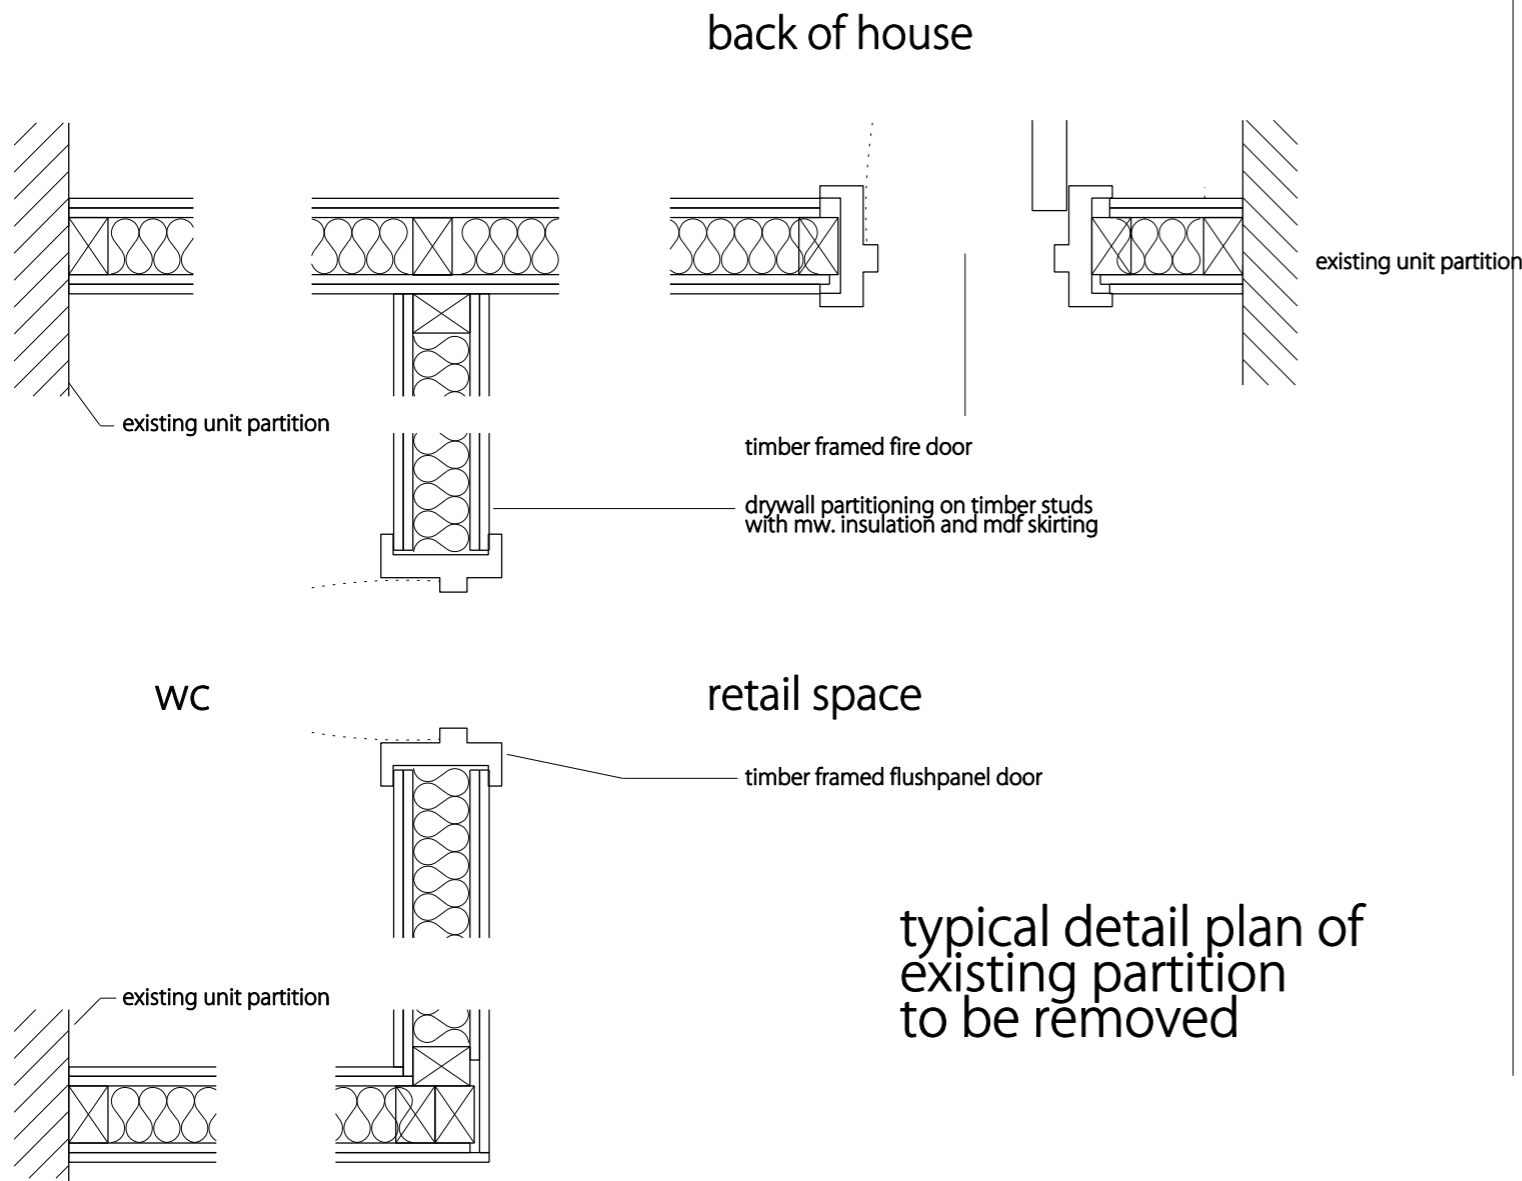 back of house
existing unit partition
existing unit partition
timber framed fire door
drywall partitioning on timber studs
with mw. insulation and mdf skirting
wc
retail space
timber framed flushpanel door
typical detail plan of
existing partition
to be removed
existing unit partition